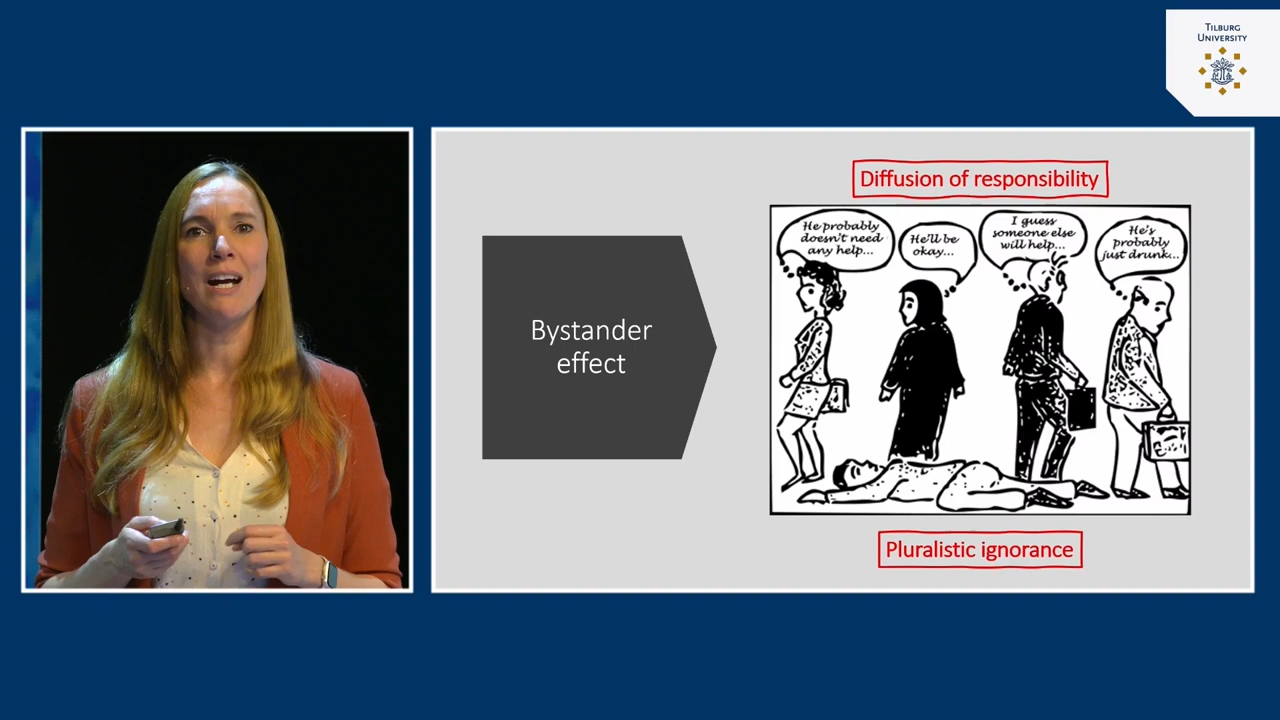 TILBURG
UNIVERSITY
Bystander
effect
Diffusion of responsibility
He probably
doesn't need
any help...
He'll be
okay...
I guess
someone else
will help...
He's
probably
just drunk...
Pluralistic ignorance